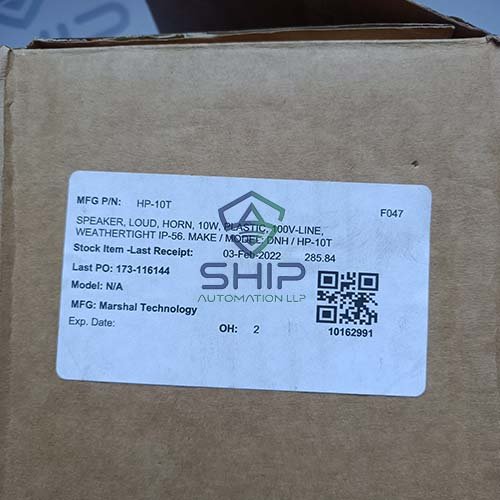 MFG P/N: HP-10T
F047
SPEAKER, LOUD, HORN, 10W, PLASTIC, 100V-LINE,
WEATHERTIGHT IP-56. MAKE / MODEL: DNH / HP-10T
Stock Item -Last Receipt: 03-Feb-2022 285.84
Last PO: 173-116144
Model: N/A
MFG: Marshal Technology
Exp. Date:
OH: 2
10162991
SHIP
AUTOMATION LLP